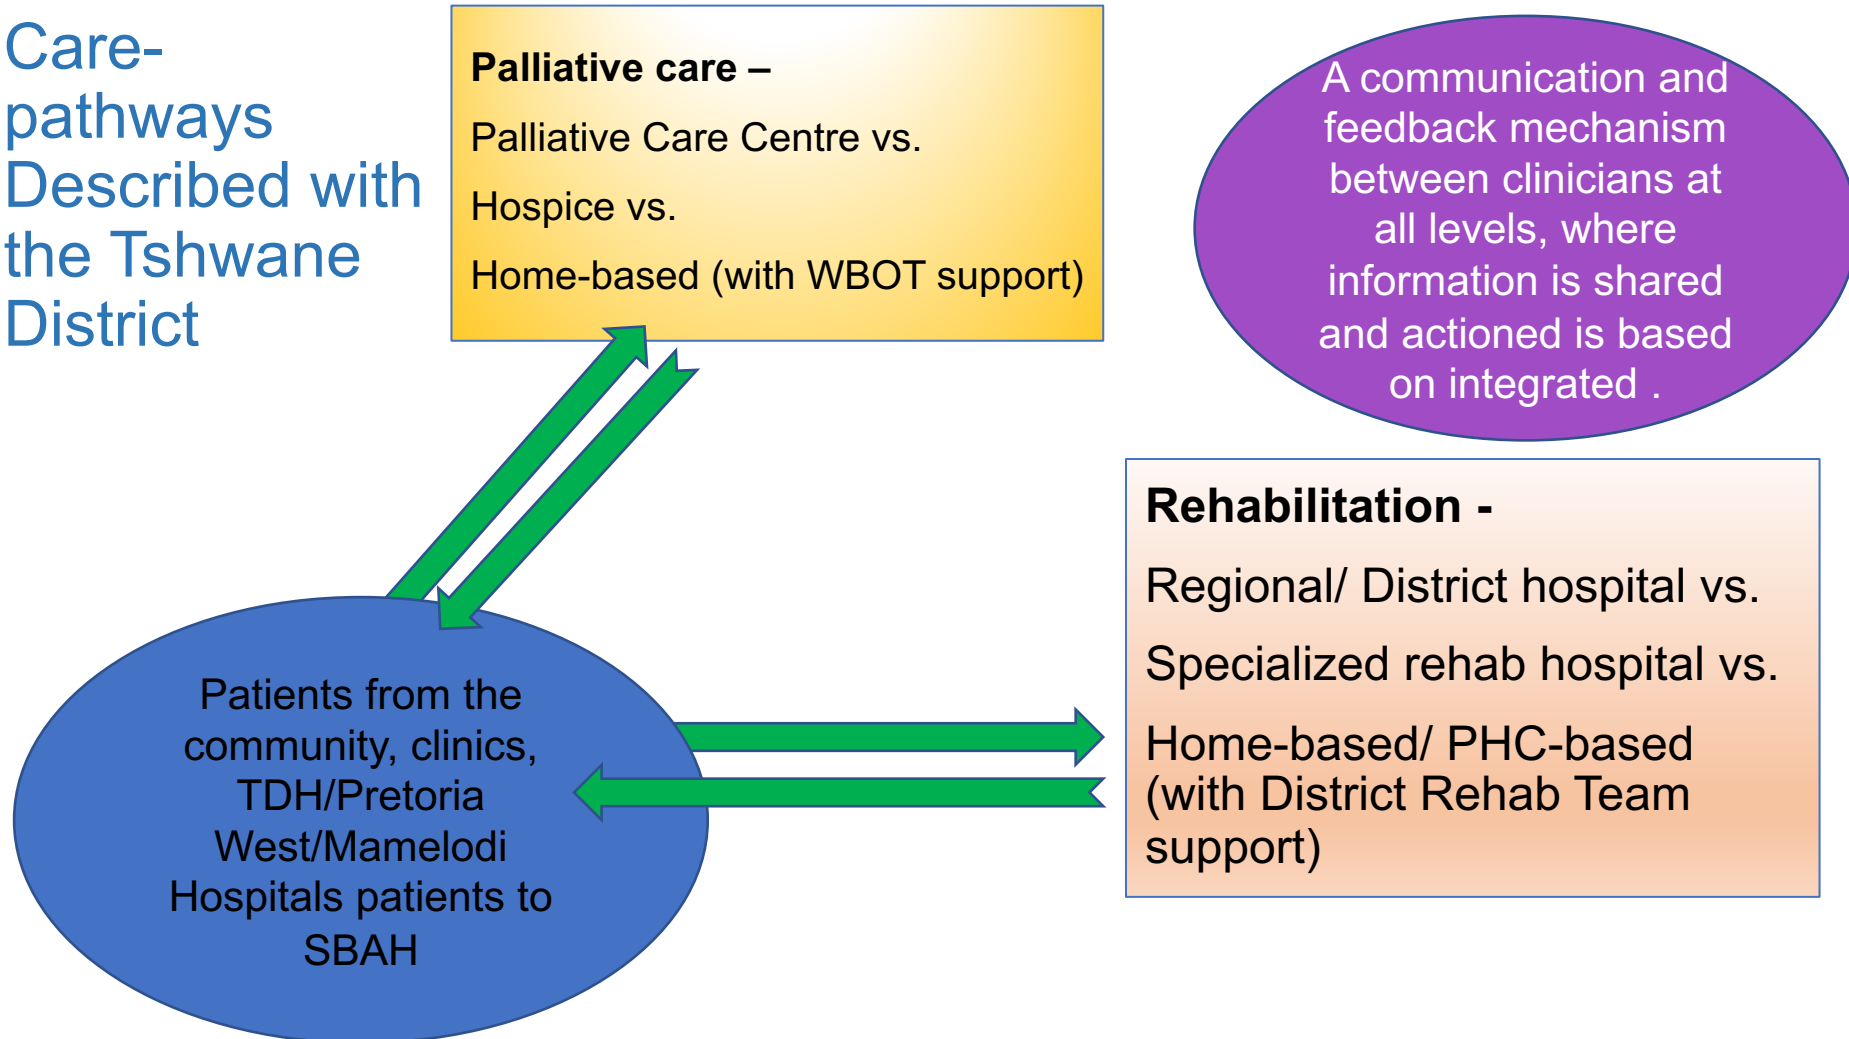 Care-
pathways
Described with
the Tshwane
District
Palliative care –
Palliative Care Centre vs.
Hospice vs.
Home-based (with WBOT support)
A communication and
feedback mechanism
between clinicians at
all levels, where
information is shared
and actioned is based
on integrated .
Rehabilitation -
Regional/ District hospital vs.
Specialized rehab hospital vs.
Home-based/ PHC-based
(with District Rehab Team
support)
Patients from the
community, clinics,
TDH/Pretoria
West/Mamelodi
Hospitals patients to
SBAH